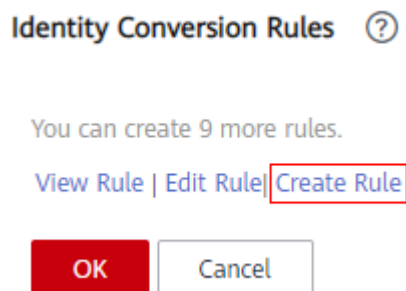 Identity Conversion Rules ?
You can create 9 more rules.
View Rule | Edit Rule| Create Rule
OK Cancel